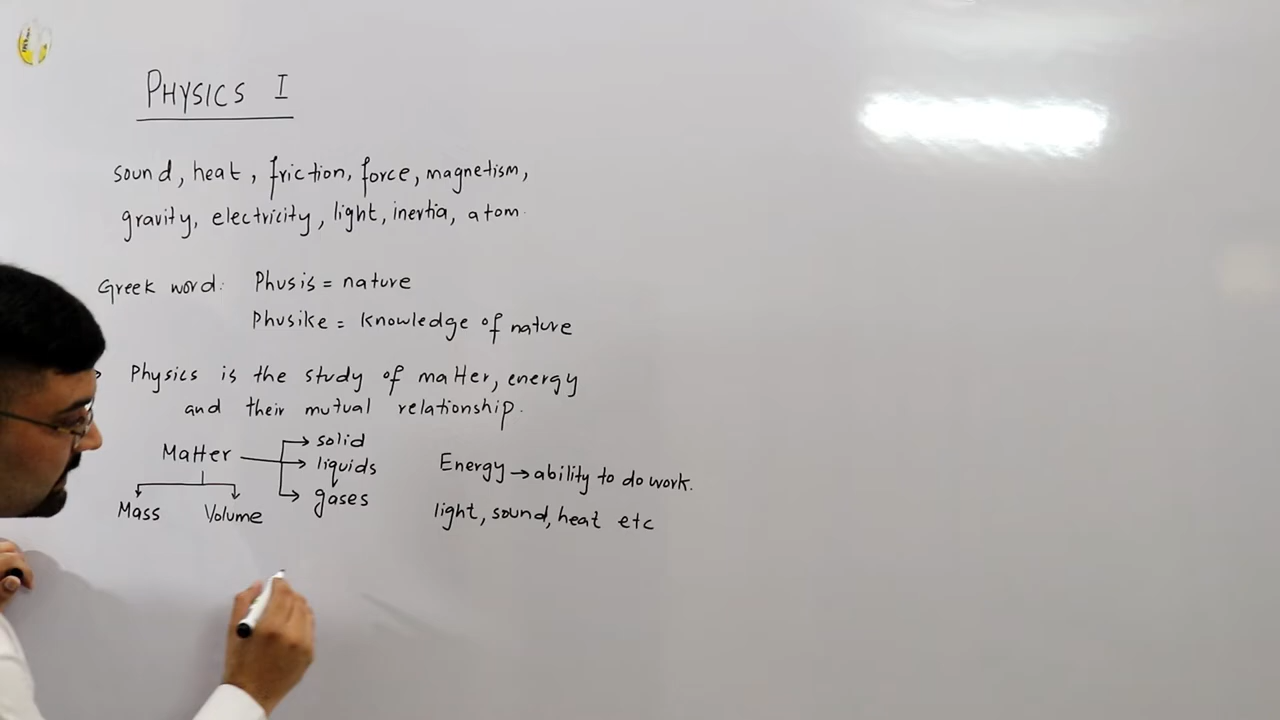 PHYSICS I
sound, heat, friction, force, magnetism,
gravity, electricity, light, inertia, atom.
Greek word: Phusis = nature
Phusike = knowledge of nature
Physics is the study of matter, energy
and their mutual relationship.
Matter
solid
liquids
gases
Mass Volume
Energy → ability to do work.
light, sound, heat etc